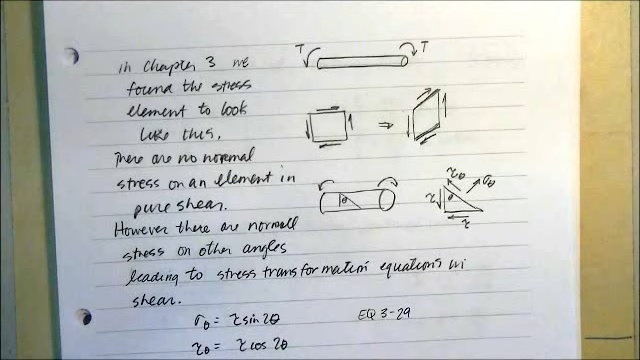 In Chapter 3 we
found the stress
element to look
like this.
There are no normal
stress on an element in
pure shear.
However there are normal
stress on other angles
leading to stress transformation equations in
shear.
σθ = τ sin 2θ EQ 3-29
τθ = τ cos 2θ
T T
θ
τθ σθ
τ θ
τ